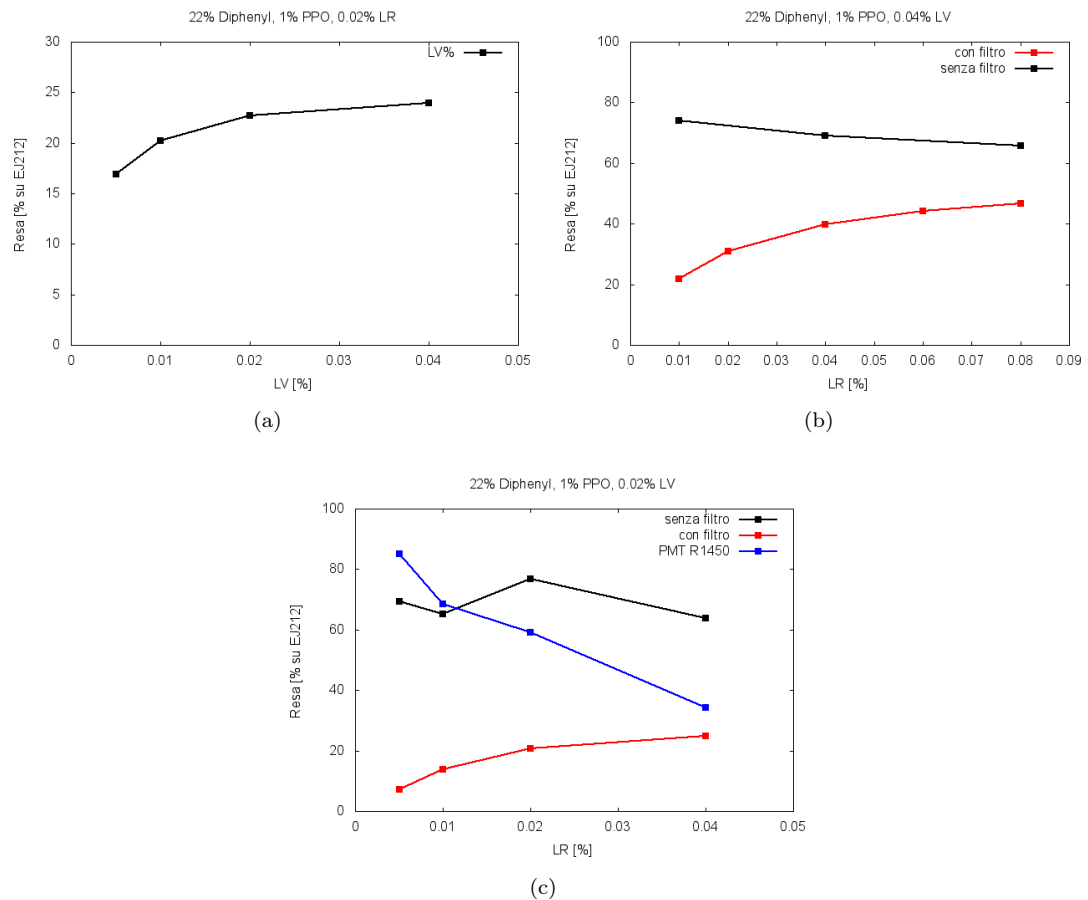 22% Diphenyl, 1% PPO, 0.02% LR
LV%
30
25
20
15
10
5
0
Resa [% su EJ212]
0 0.01 0.02 0.03 0.04 0.05
LV [%]
(a)
22% Diphenyl, 1% PPO, 0.04% LV
con filtro
senza filtro
100
80
60
40
20
0
Resa [% su EJ212]
0 0.01 0.02 0.03 0.04 0.05 0.06 0.07 0.08 0.09
LR [%]
(b)
22% Diphenyl, 1% PPO, 0.02% LV
senza filtro
con filtro
PMT R1450
100
80
60
40
20
0
Resa [% su EJ212]
0 0.01 0.02 0.03 0.04 0.05
LR [%]
(c)